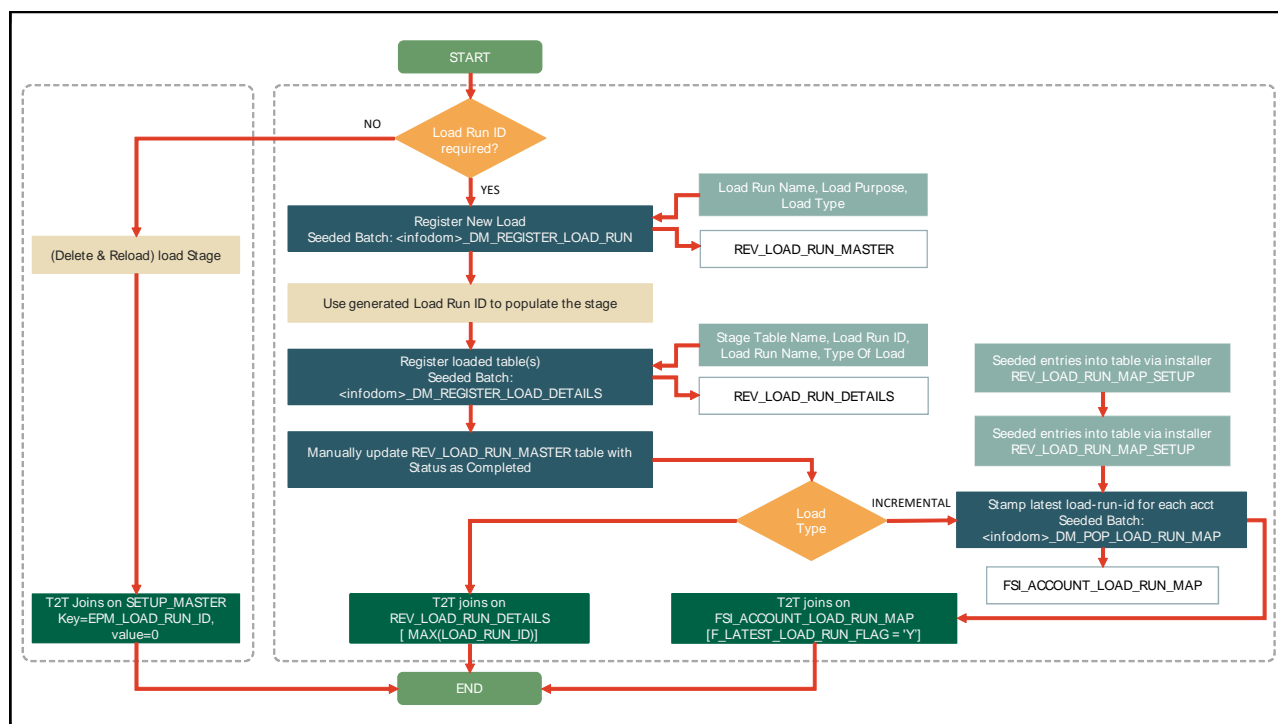 START
NO
Load Run ID
required?
YES
Load Run Name, Load Purpose,
Load Type
Register New Load
Seeded Batch: <infodom>_DM_REGISTER_LOAD_RUN
REV_LOAD_RUN_MASTER
(Delete & Reload) load Stage
Use generated Load Run ID to populate the stage
Stage Table Name, Load Run ID,
Load Run Name, Type Of Load
Register loaded table(s)
Seeded Batch:
<infodom>_DM_REGISTER_LOAD_DETAILS
REV_LOAD_RUN_DETAILS
Seeded entries into table via installer
REV_LOAD_RUN_MAP_SETUP
Seeded entries into table via installer
REV_LOAD_RUN_MAP_SETUP
Manually update REV_LOAD_RUN_MASTER table with
Status as Completed
Load
Type
INCREMENTAL
Stamp latest load-run-id for each acct
Seeded Batch:
<infodom>_DM_POP_LOAD_RUN_MAP
FSI_ACCOUNT_LOAD_RUN_MAP
T2T Joins on SETUP_MASTER
Key=EPM_LOAD_RUN_ID,
value=0
T2T joins on
REV_LOAD_RUN_DETAILS
[ MAX(LOAD_RUN_ID)]
T2T joins on
FSI_ACCOUNT_LOAD_RUN_MAP
[F_LATEST_LOAD_RUN_FLAG = 'Y']
END